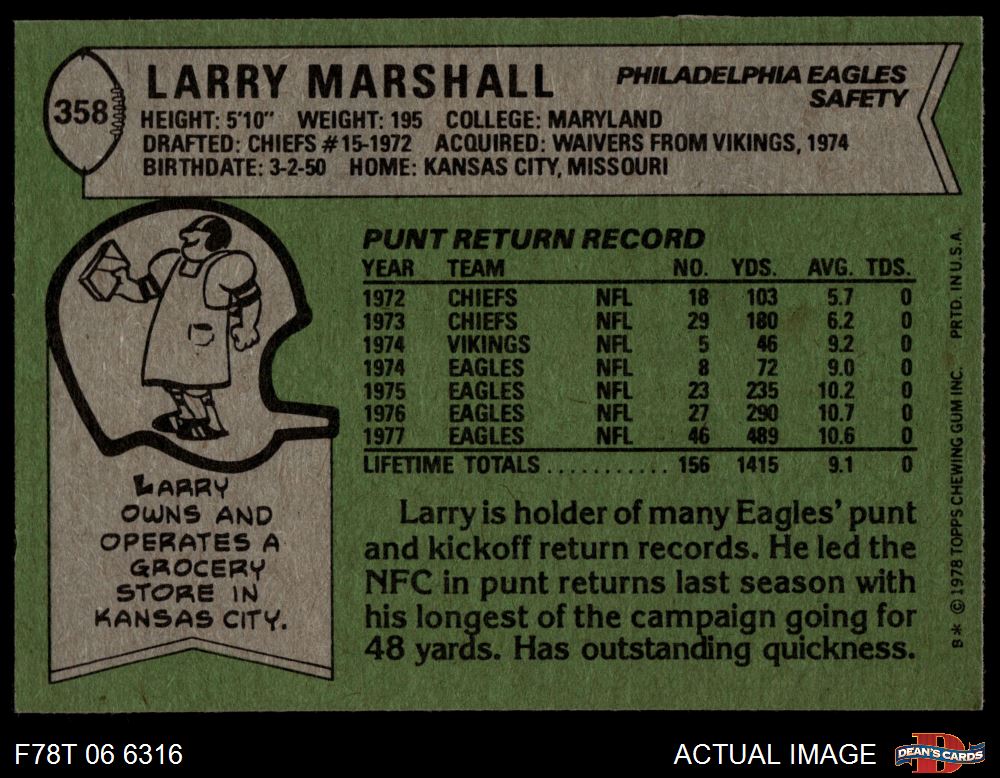 358
LARRY MARSHALL
PHILADELPHIA EAGLES
SAFETY
HEIGHT: 5'10" WEIGHT: 195 COLLEGE: MARYLAND
DRAFTED: CHIEFS #15-1972 ACQUIRED: WAIVERS FROM VIKINGS, 1974
BIRTHDATE: 3-2-50 HOME: KANSAS CITY, MISSOURI
PUNT RETURN RECORD
YEAR TEAM NO. YDS. AVG. TDS.
1972 CHIEFS NFL 18 103 5.7 0
1973 CHIEFS NFL 29 180 6.2 0
1974 VIKINGS NFL 5 46 9.2 0
1974 EAGLES NFL 8 72 9.0 0
1975 EAGLES NFL 23 235 10.2 0
1976 EAGLES NFL 27 290 10.7 0
1977 EAGLES NFL 46 489 10.6 0
LIFETIME TOTALS ........... 156 1415 9.1 0
LARRY
OWNS AND
OPERATES A
GROCERY
STORE IN
KANSAS CITY.
Larry is holder of many Eagles' punt
and kickoff return records. He led the
NFC in punt returns last season with
his longest of the campaign going for
48 yards. Has outstanding quickness.
B* © 1978 TOPPS CHEWING GUM INC. PRTD. IN U.S.A.
F78T 06 6316
ACTUAL IMAGE
DEAN'S CARDS